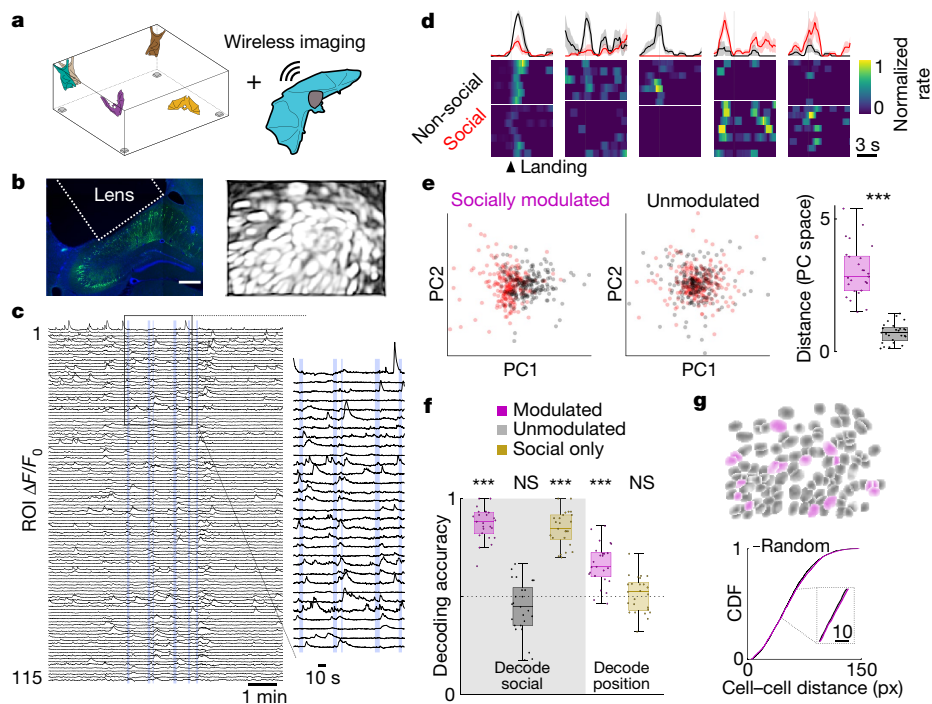 a
Wireless imaging
+
b
Lens
c
1
ROI ΔF/F0
115
1 min
10 s
d
Non-social
Social
Landing
1
0
Normalized
rate
3 s
e
Socially modulated
Unmodulated
PC2
PC1
PC2
PC1
***
Distance (PC space)
5
0
f
Modulated
Unmodulated
Social only
*** NS *** *** NS
Decoding accuracy
1
0
Decode
social
Decode
position
g
Random
CDF
1
0
10
0 150
Cell–cell distance (px)